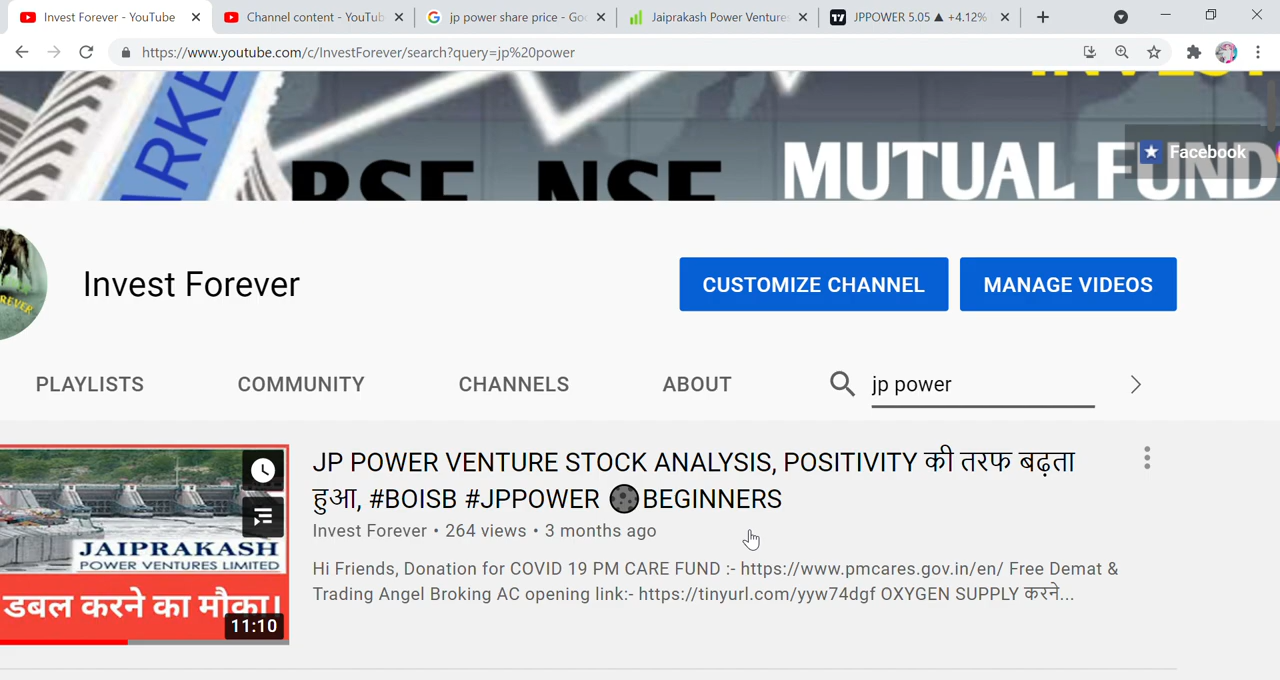 Invest Forever - YouTube
Channel content - YouTub
jp power share price - Goo
Jaiprakash Power Venture
JPPOWER 5.05 ▲ +4.12%
https://www.youtube.com/c/InvestForever/search?query=jp%20power
MARKE
BSE NSE
INVEST
MUTUAL FUND
Facebook
FOREVER
Invest Forever
CUSTOMIZE CHANNEL
MANAGE VIDEOS
PLAYLISTS
COMMUNITY
CHANNELS
ABOUT
jp power
JP POWER VENTURE STOCK ANALYSIS, POSITIVITY की तरफ बढ़ता
हुआ, #BOISB #JPPOWER 🌑BEGINNERS
Invest Forever • 264 views • 3 months ago
Hi Friends, Donation for COVID 19 PM CARE FUND :- https://www.pmcares.gov.in/en/ Free Demat &
Trading Angel Broking AC opening link:- https://tinyurl.com/yyw74dgf OXYGEN SUPPLY करने...
JAIPRAKASH
POWER VENTURES LIMITED
डबल करने का मौका!
11:10